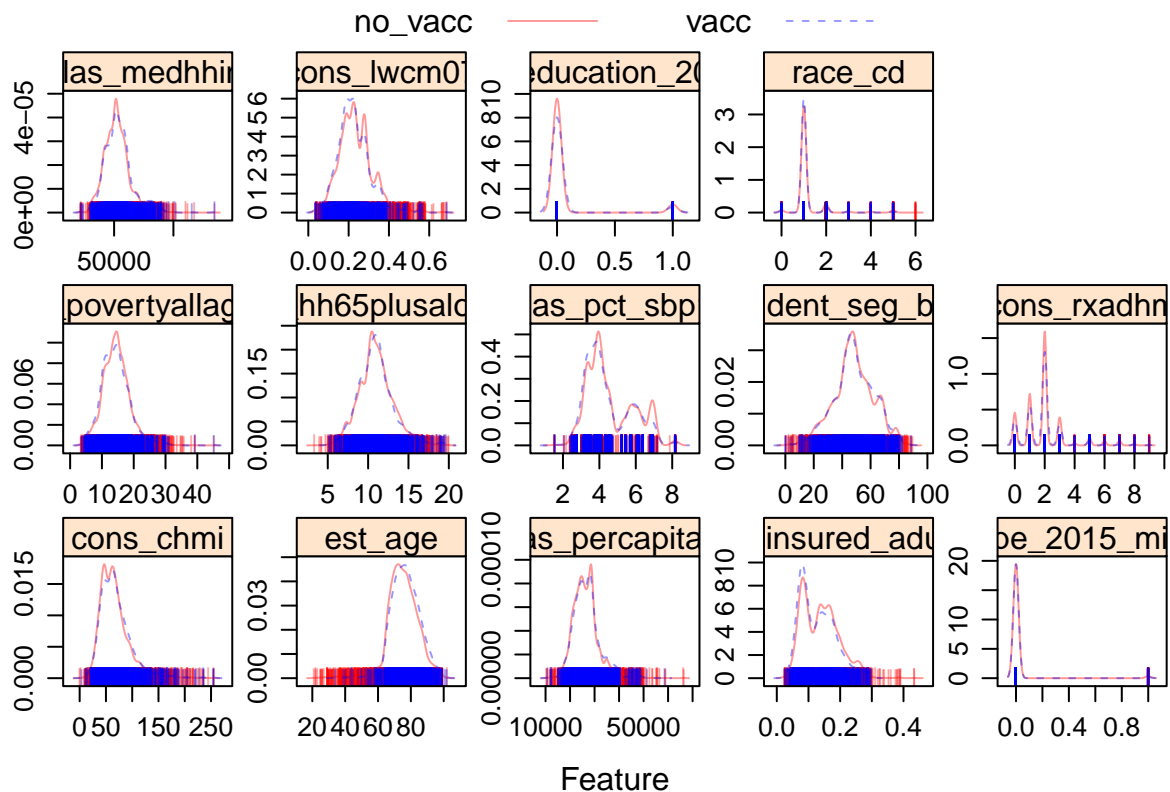 no_vacc vacc
las_medhhin cons_lwcm07 education_20 race_cd
0e+00 4e−05
0 1 2 3 4 5 6
0 2 4 6 8 10
0 1 2 3
50000
0.0 0.2 0.4 0.6
0.0 0.5 1.0
0 2 4 6
_povertyallag hh65plusalo as_pct_sbp dent_seg_b cons_rxadhm
0.00 0.06
0.00 0.15
0.0 0.2 0.4
0.00 0.02
0.0 1.0
0 10 20 30 40
5 10 15 20
2 4 6 8
0 20 40 60 100
0 2 4 6 8
cons_chmi est_age as_percapita insured_adu pe_2015_mi
0.000 0.015
0.00 0.03
0.00000 0.00010
0 2 4 6 8 10
0 5 10 20
0 50 150 250
20 40 60 80
10000 50000
0.0 0.2 0.4
0.0 0.4 0.8
Feature